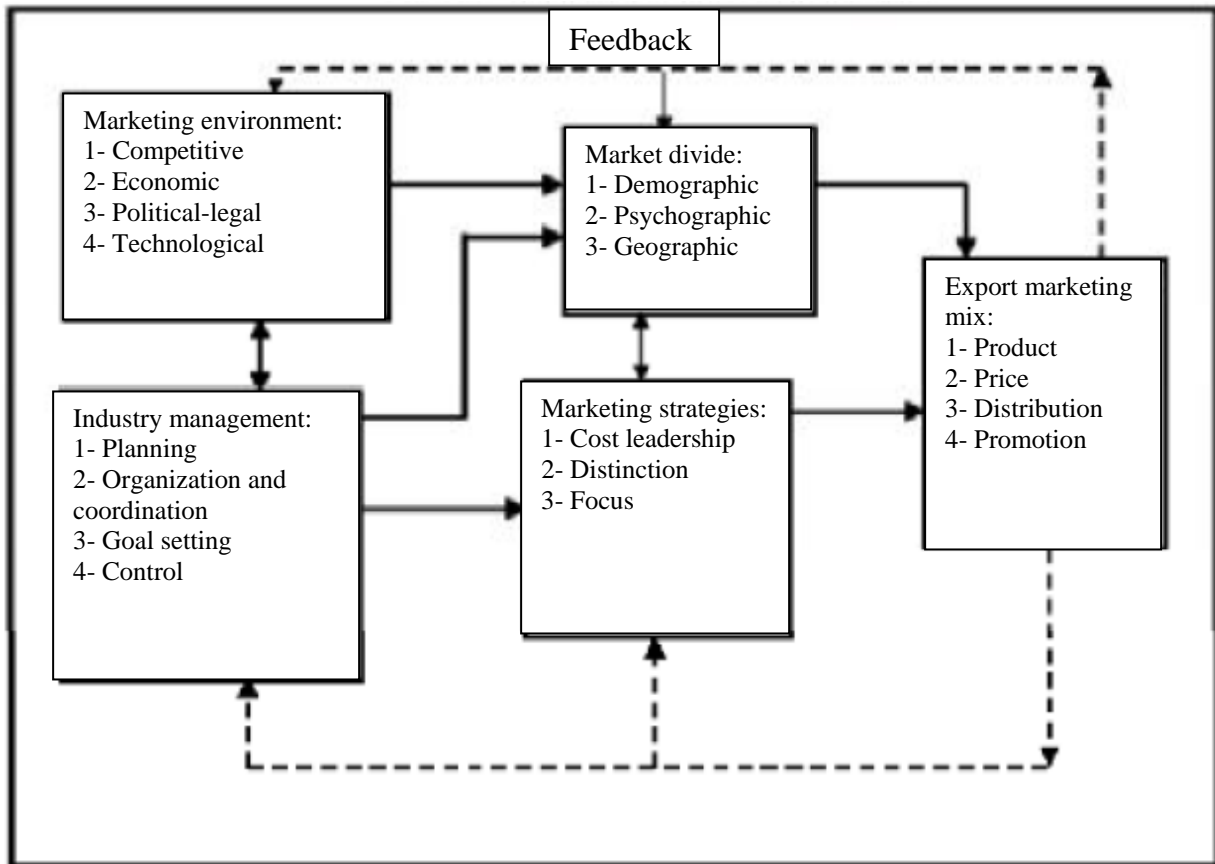 Feedback
Marketing environment:
1- Competitive
2- Economic
3- Political-legal
4- Technological
Market divide:
1- Demographic
2- Psychographic
3- Geographic
Export marketing
mix:
1- Product
2- Price
3- Distribution
4- Promotion
Industry management:
1- Planning
2- Organization and
coordination
3- Goal setting
4- Control
Marketing strategies:
1- Cost leadership
2- Distinction
3- Focus